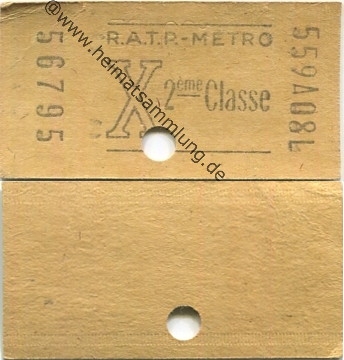 56795
R.A.T.P.-METRO
X 2ème Classe
559A08L
@www.heimatsammlung.de